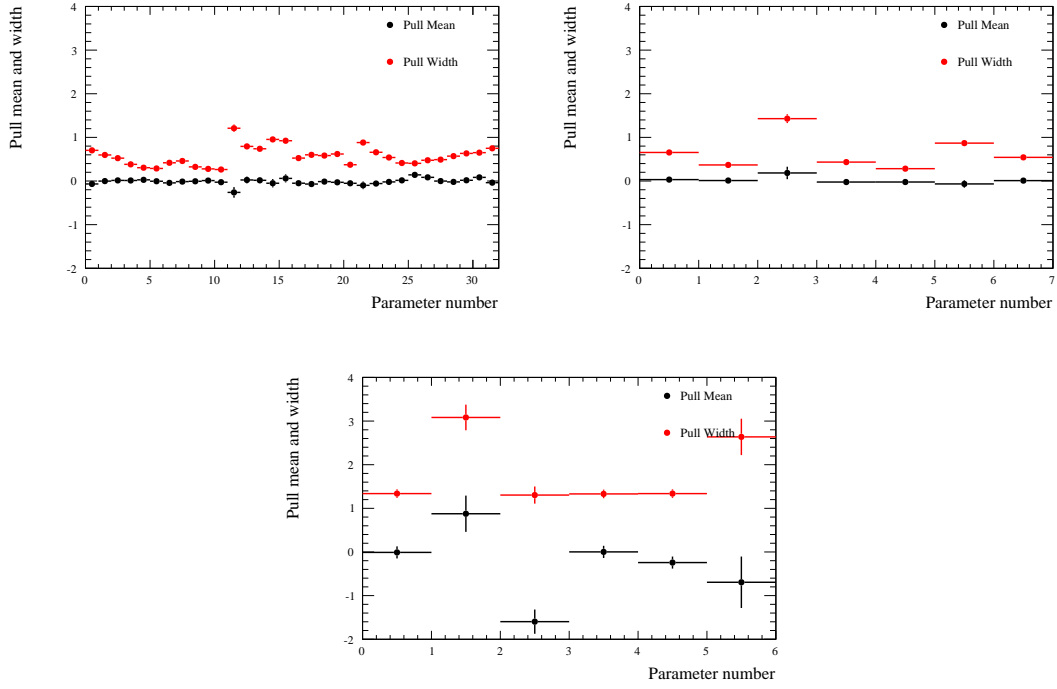 Pull mean and width
4
3
2
1
0
-1
-2
Pull Mean
Pull Width
0 5 10 15 20 25 30
Parameter number
Pull mean and width
4
3
2
1
0
-1
-2
Pull Mean
Pull Width
0 1 2 3 4 5 6 7
Parameter number
Pull mean and width
4
3
2
1
0
-1
-2
Pull Mean
Pull Width
0 1 2 3 4 5 6
Parameter number